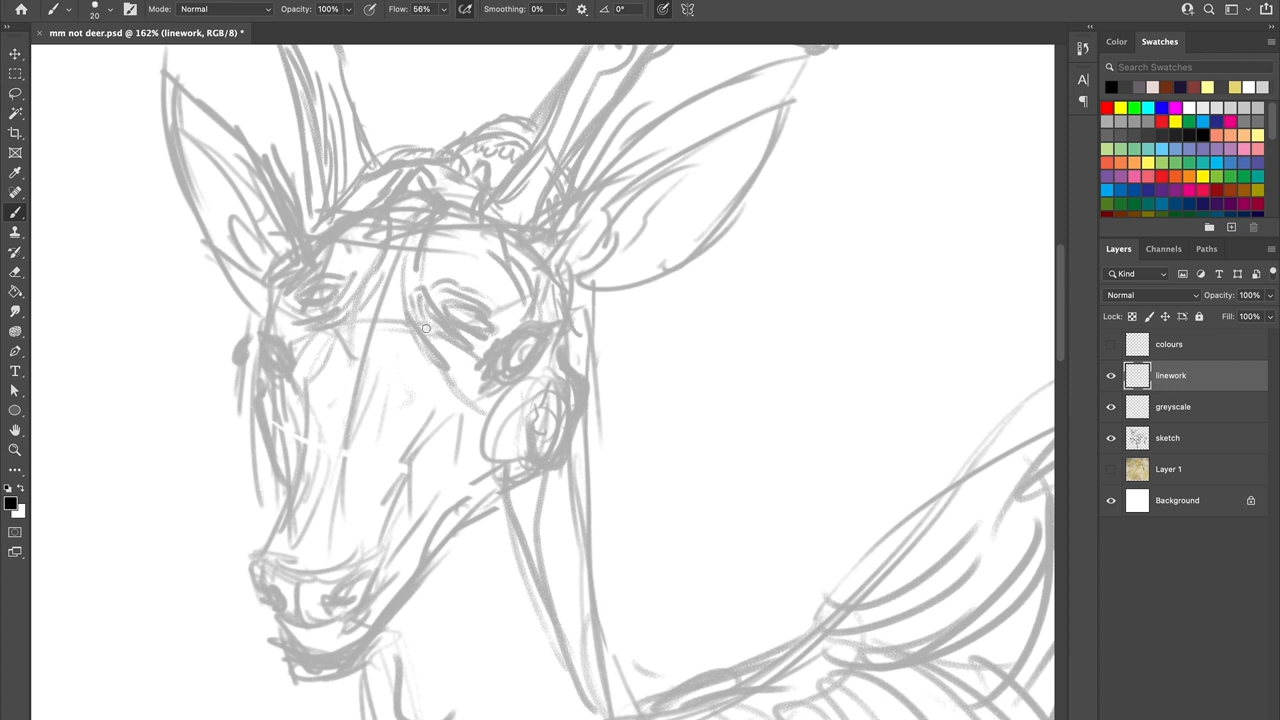 20
Mode: Normal Opacity: 100% Flow: 56% Smoothing: 0% 0°
mm not deer.psd @ 162% (linework, RGB/8) *
Color Swatches
Search Swatches
Layers Channels Paths
Kind
Normal Opacity: 100%
Lock: Fill: 100%
colours
linework
greyscale
sketch
Layer 1
Background